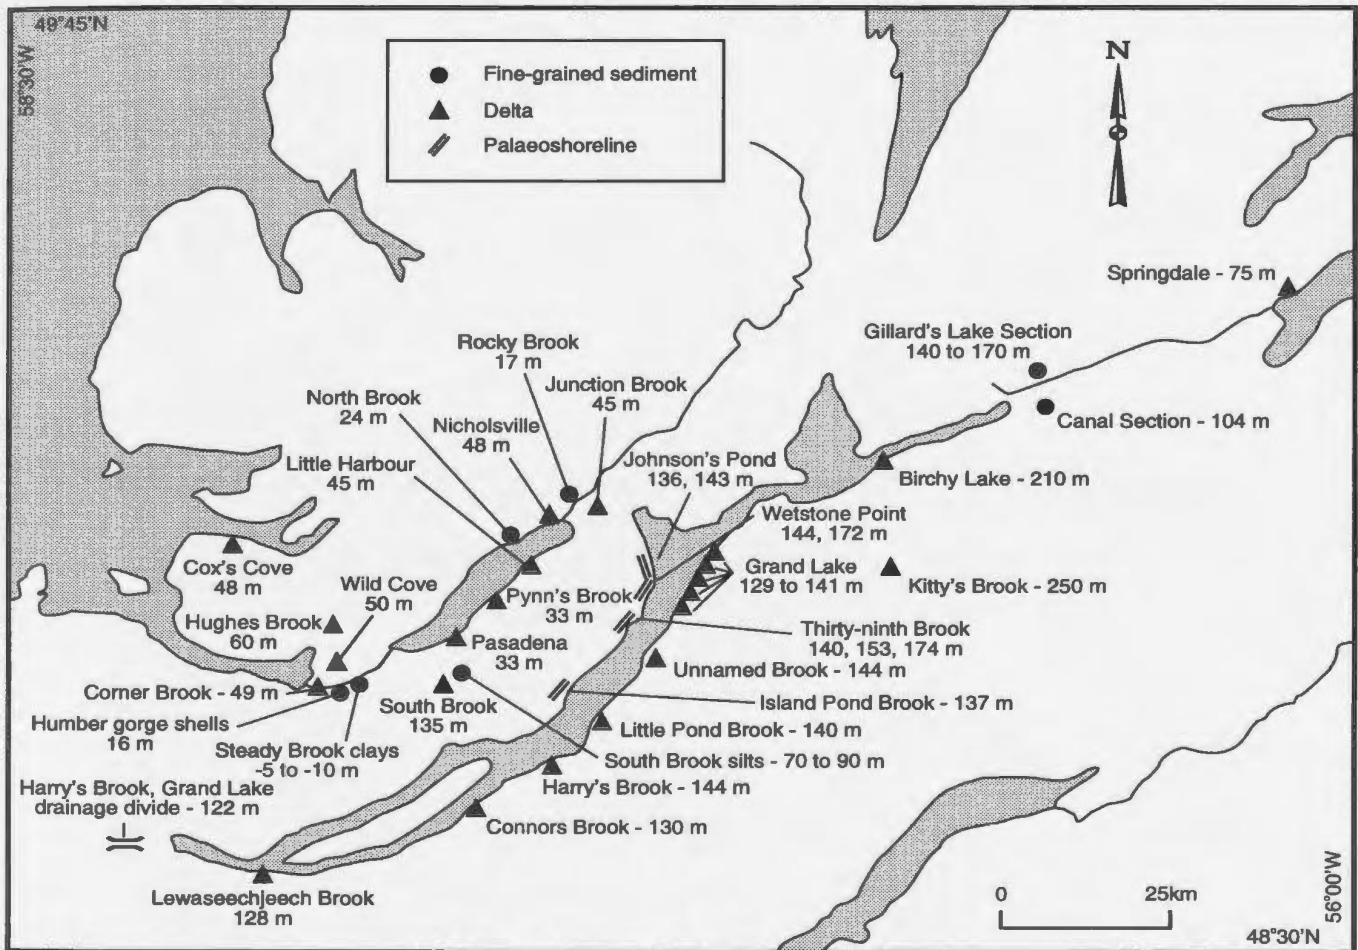 49°45'N
58°30'W
Fine-grained sediment
Delta
Palaeoshoreline
N
Springdale - 75 m
Gillard's Lake Section
140 to 170 m
Canal Section - 104 m
Rocky Brook
17 m
Junction Brook
45 m
North Brook
24 m
Nicholsville
48 m
Little Harbour
45 m
Johnson's Pond
136, 143 m
Birchy Lake - 210 m
Wetstone Point
144, 172 m
Cox's Cove
48 m
Wild Cove
50 m
Pynn's Brook
33 m
Grand Lake
129 to 141 m
Kitty's Brook - 250 m
Hughes Brook
60 m
Pasadena
33 m
Thirty-ninth Brook
140, 153, 174 m
Unnamed Brook - 144 m
Corner Brook - 49 m
South Brook
135 m
Island Pond Brook - 137 m
Humber gorge shells
16 m
Little Pond Brook - 140 m
Steady Brook clays
-5 to -10 m
South Brook silts - 70 to 90 m
Harry's Brook, Grand Lake
drainage divide - 122 m
Harry's Brook - 144 m
Connors Brook - 130 m
Lewaseechjeech Brook
128 m
0 25km
56°00'W
48°30'N